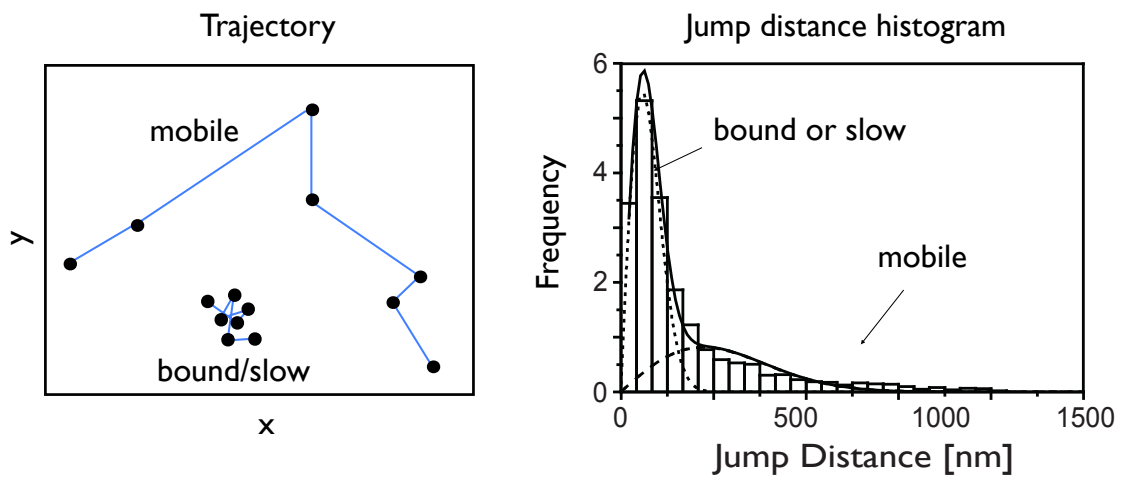 Trajectory
mobile
bound/slow
y
x
Jump distance histogram
6
4
2
0
Frequency
bound or slow
mobile
0 500 1000 1500
Jump Distance [nm]